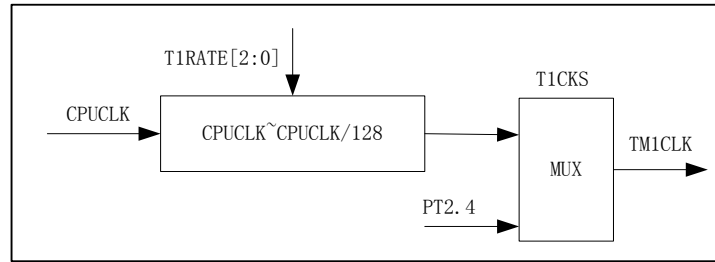 T1RATE[2:0]
T1CKS
CPUCLK
CPUCLK~CPUCLK/128
TM1CLK
MUX
PT2.4